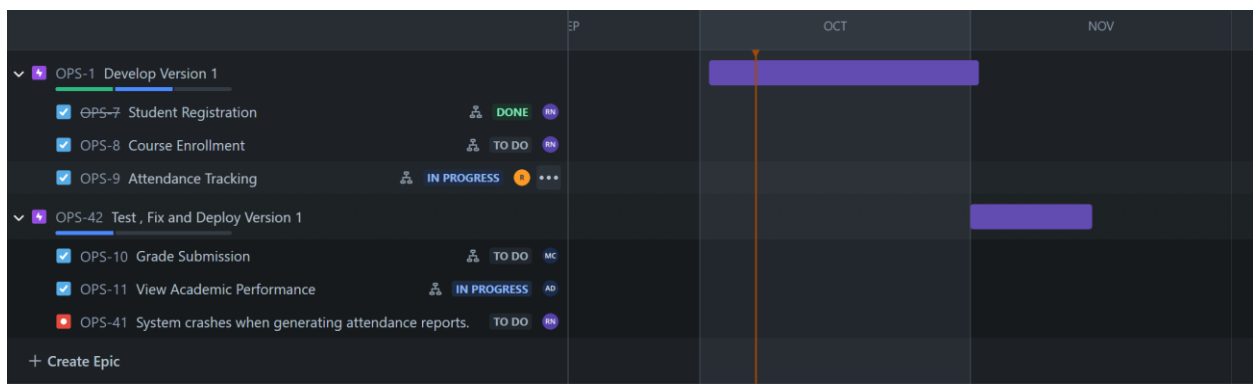 EP OCT NOV
OPS-1 Develop Version 1
OPS-7 Student Registration DONE RN
OPS-8 Course Enrollment TO DO RN
OPS-9 Attendance Tracking IN PROGRESS R
OPS-42 Test , Fix and Deploy Version 1
OPS-10 Grade Submission TO DO MC
OPS-11 View Academic Performance IN PROGRESS AD
OPS-41 System crashes when generating attendance reports. TO DO RN
+ Create Epic